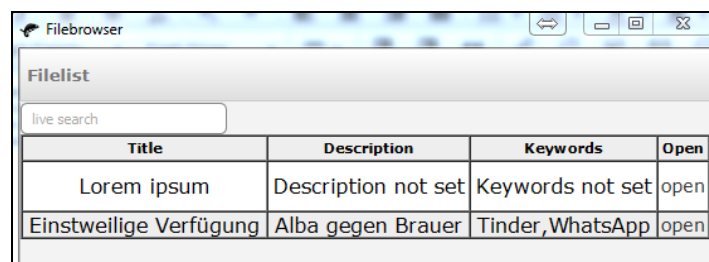 Filebrowser
Filelist
live search
Title Description Keywords Open
Lorem ipsum Description not set Keywords not set open
Einstweilige Verfügung Alba gegen Brauer Tinder,WhatsApp open